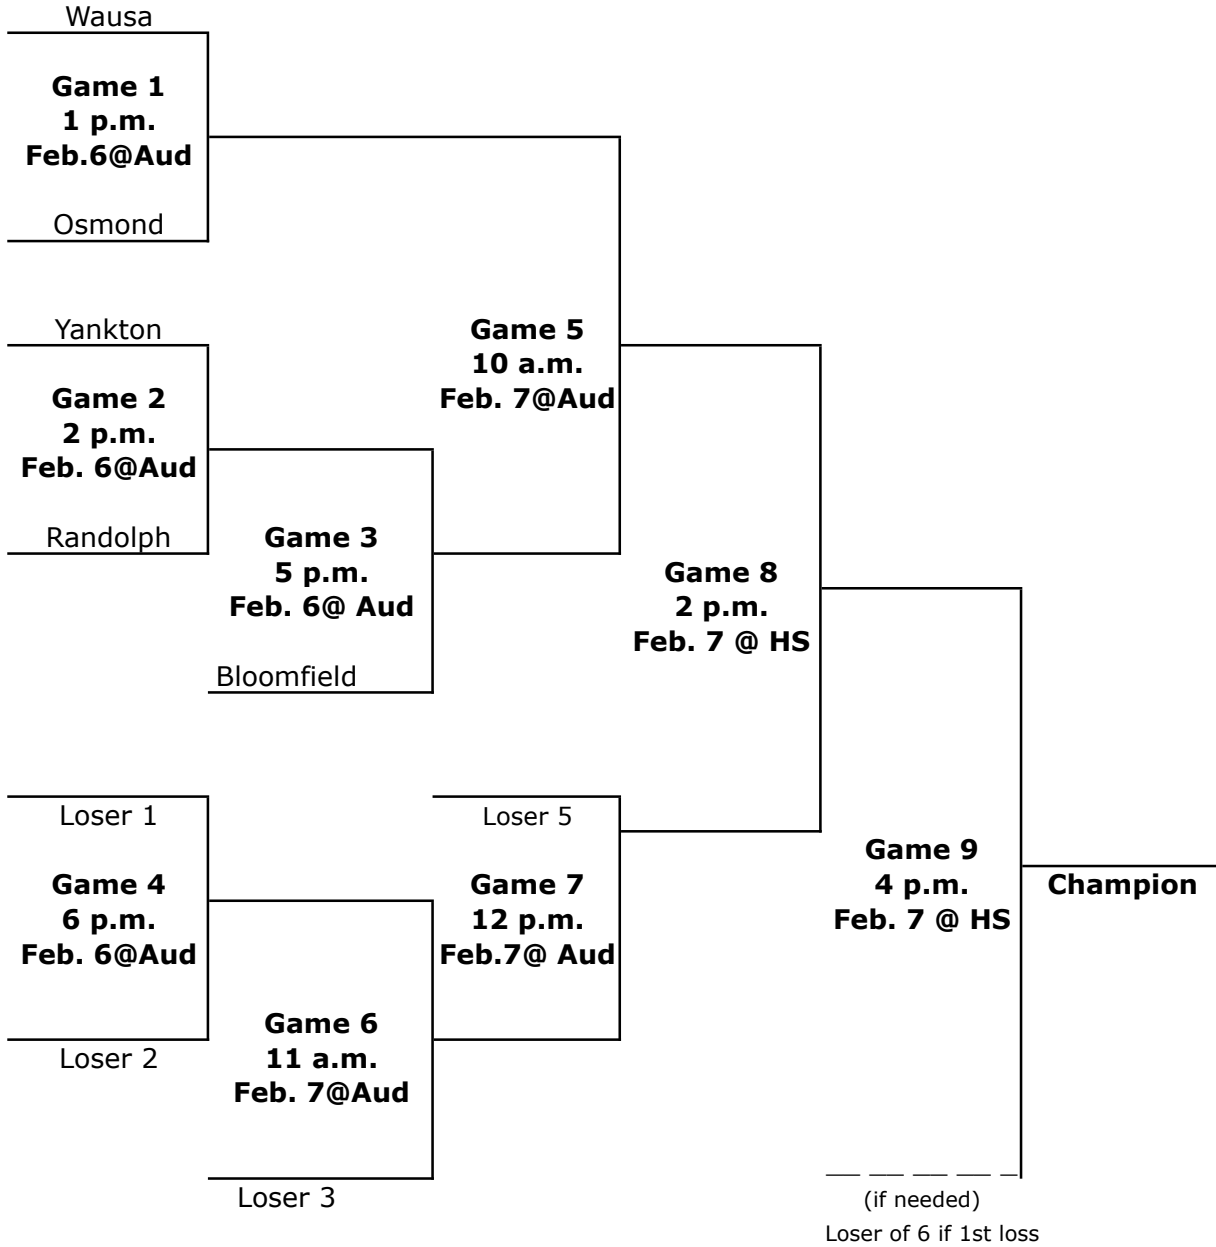 Wausa
Game 1
1 p.m.
Feb.6@Aud
Osmond
Yankton
Game 2
2 p.m.
Feb. 6@Aud
Randolph
Game 3
5 p.m.
Feb. 6@ Aud
Bloomfield
Game 5
10 a.m.
Feb. 7@Aud
Game 8
2 p.m.
Feb. 7 @ HS
Loser 1
Game 4
6 p.m.
Feb. 6@Aud
Loser 2
Game 6
11 a.m.
Feb. 7@Aud
Loser 3
Loser 5
Game 7
12 p.m.
Feb.7@ Aud
Game 9
4 p.m.
Feb. 7 @ HS
Champion
(if needed)
Loser of 6 if 1st loss